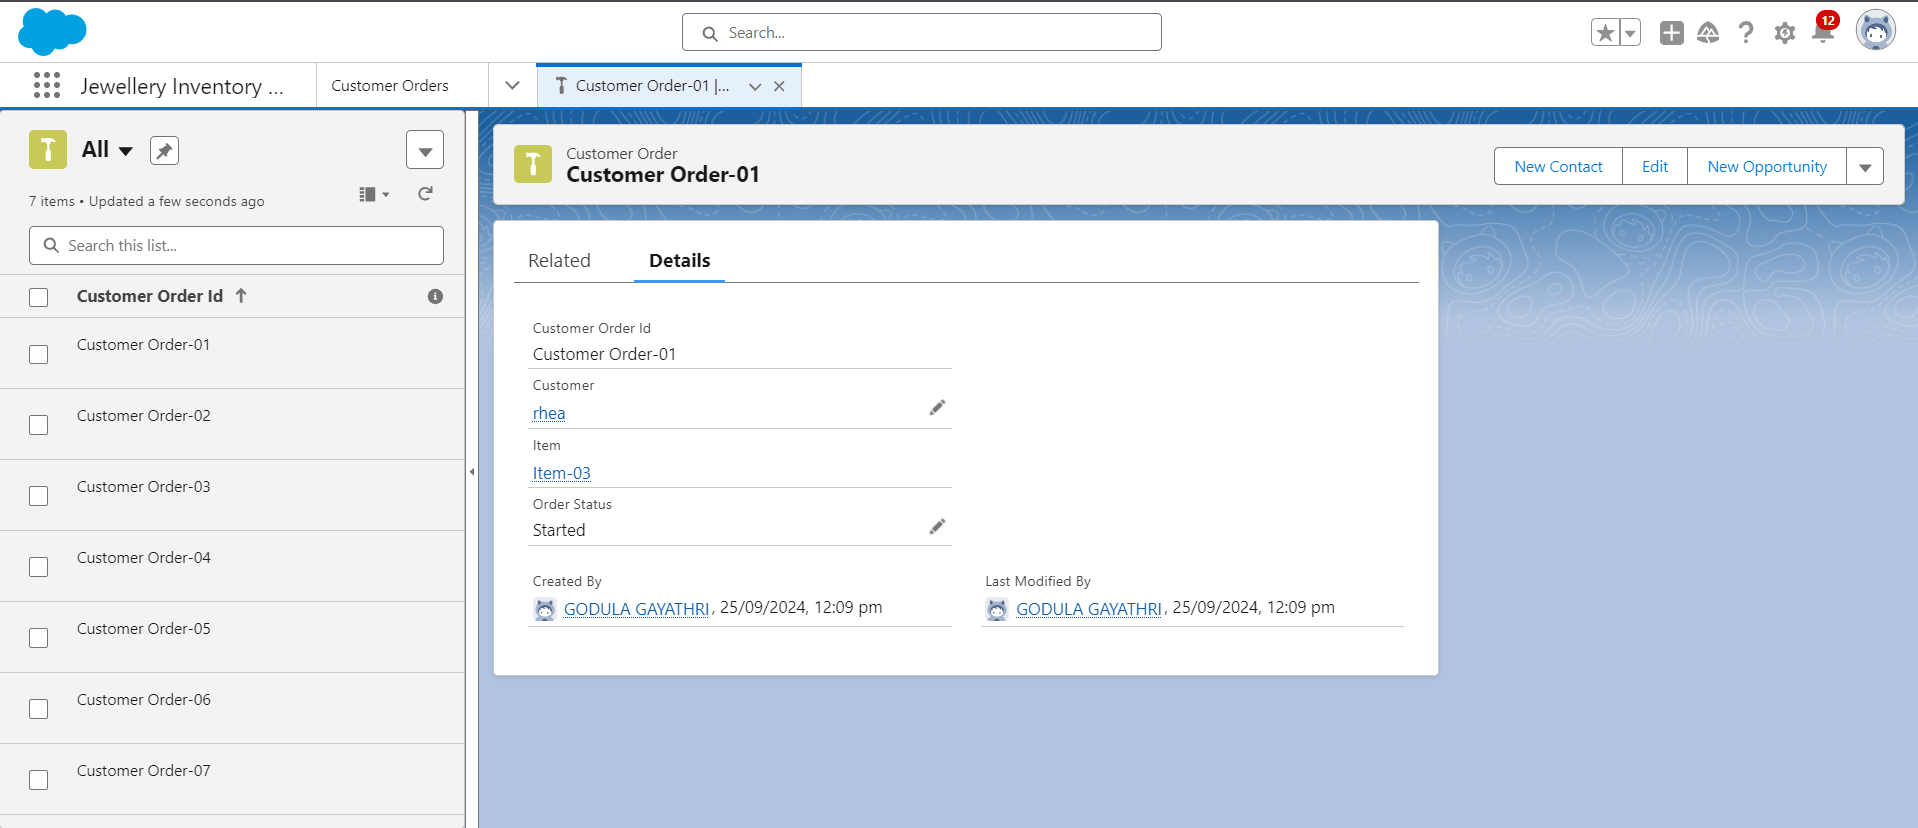 Search...
12
Jewellery Inventory ...
Customer Orders
Customer Order-01 |...
All
7 items • Updated a few seconds ago
Search this list...
Customer Order Id
Customer Order-01
Customer Order-02
Customer Order-03
Customer Order-04
Customer Order-05
Customer Order-06
Customer Order-07
Customer Order
Customer Order-01
New Contact
Edit
New Opportunity
Related
Details
Customer Order Id
Customer Order-01
Customer
rhea
Item
Item-03
Order Status
Started
Created By
GODULA GAYATHRI, 25/09/2024, 12:09 pm
Last Modified By
GODULA GAYATHRI, 25/09/2024, 12:09 pm